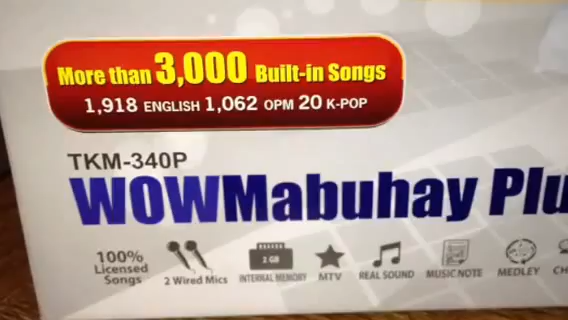 More than 3,000 Built-in Songs
1,918 ENGLISH 1,062 OPM 20 K-POP
TKM-340P
WOWMabuhay Plu
100%
Licensed
Songs
2 Wired Mics
2 GB
INTERNAL MEMORY
MTV
REAL SOUND
MUSIC NOTE
MEDLEY
CH